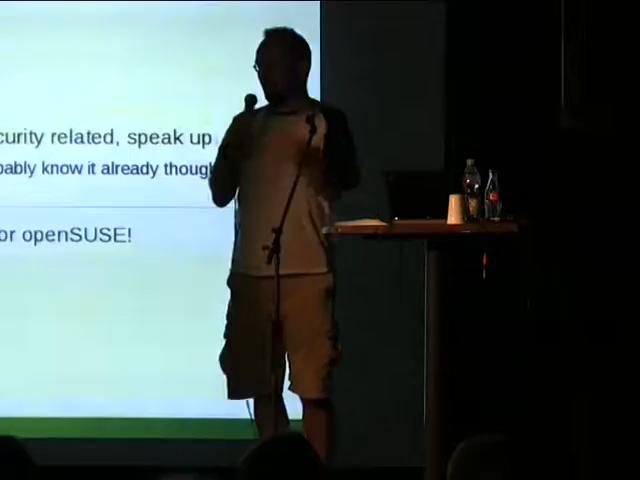 curity related, speak up
bably know it already though
or openSUSE!